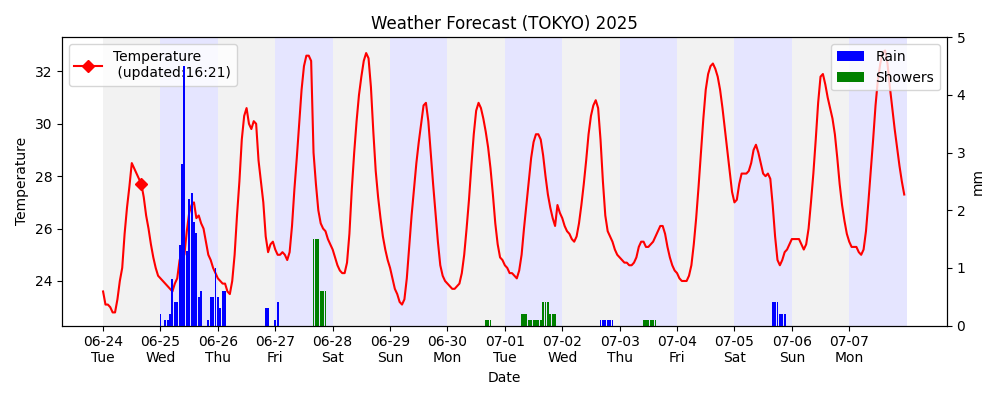 Weather Forecast (TOKYO) 2025
Temperature
(updated:16:21)
Rain
Showers
Temperature
32
30
28
26
24
5
4
3
2
1
0
mm
06-24 06-25 06-26 06-27 06-28 06-29 06-30 07-01 07-02 07-03 07-04 07-05 07-06 07-07
Tue Wed Thu Fri Sat Sun Mon Tue Wed Thu Fri Sat Sun Mon
Date